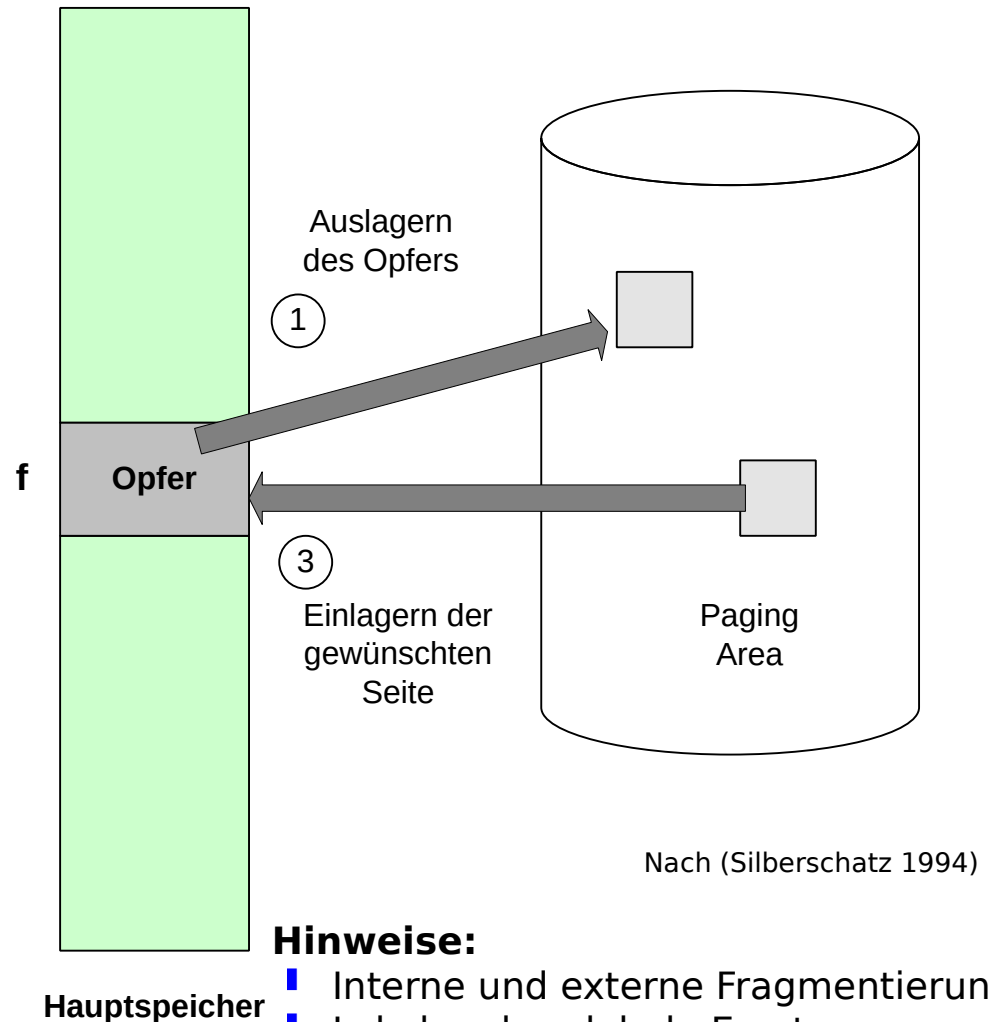 Auslagern
des Opfers
1
f
Opfer
3
Einlagern der
gewünschten
Seite
Paging
Area
Nach (Silberschatz 1994)
Hinweise:
Interne und externe Fragmentierun
Hauptspeicher